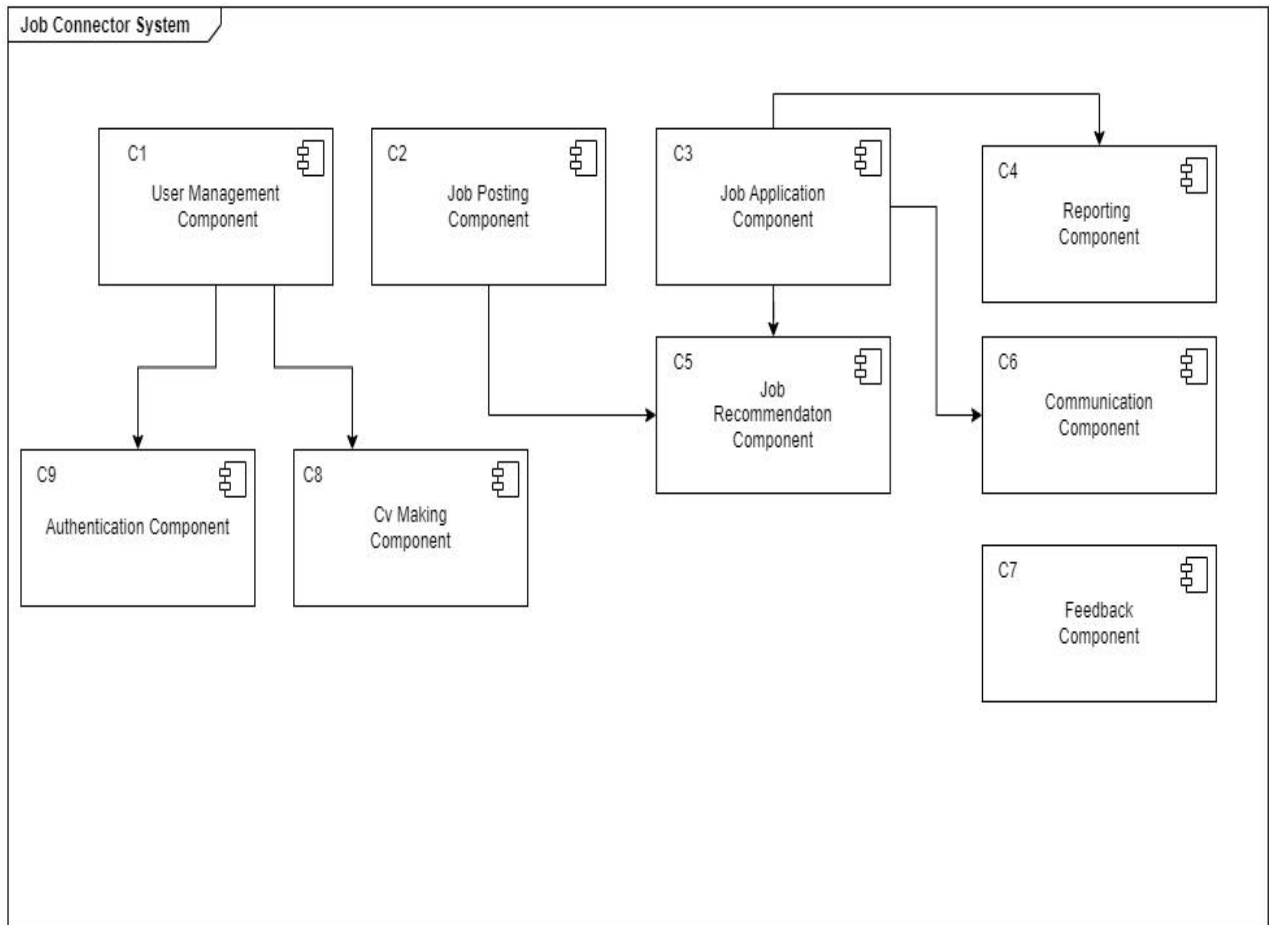 Job Connector System
C1
User Management
Component
C2
Job Posting
Component
C3
Job Application
Component
C4
Reporting
Component
C5
Job
Recommendaton
Component
C6
Communication
Component
C9
Authentication Component
C8
Cv Making
Component
C7
Feedback
Component